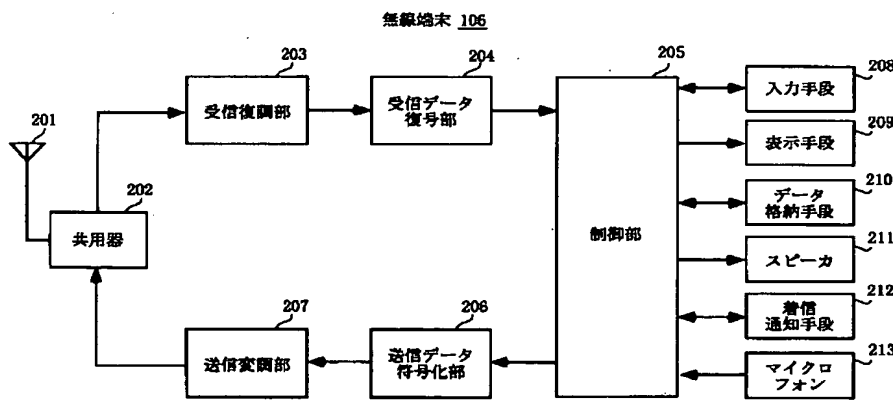 無線端末 106
203
204
205
208
受信復調部
受信データ
復号部
入力手段
201
209
表示手段
202
210
共用器
データ
格納手段
制御部
211
スピーカ
207
206
212
着信
通知手段
送信変調部
送信データ
符号化部
213
マイクロ
フォン